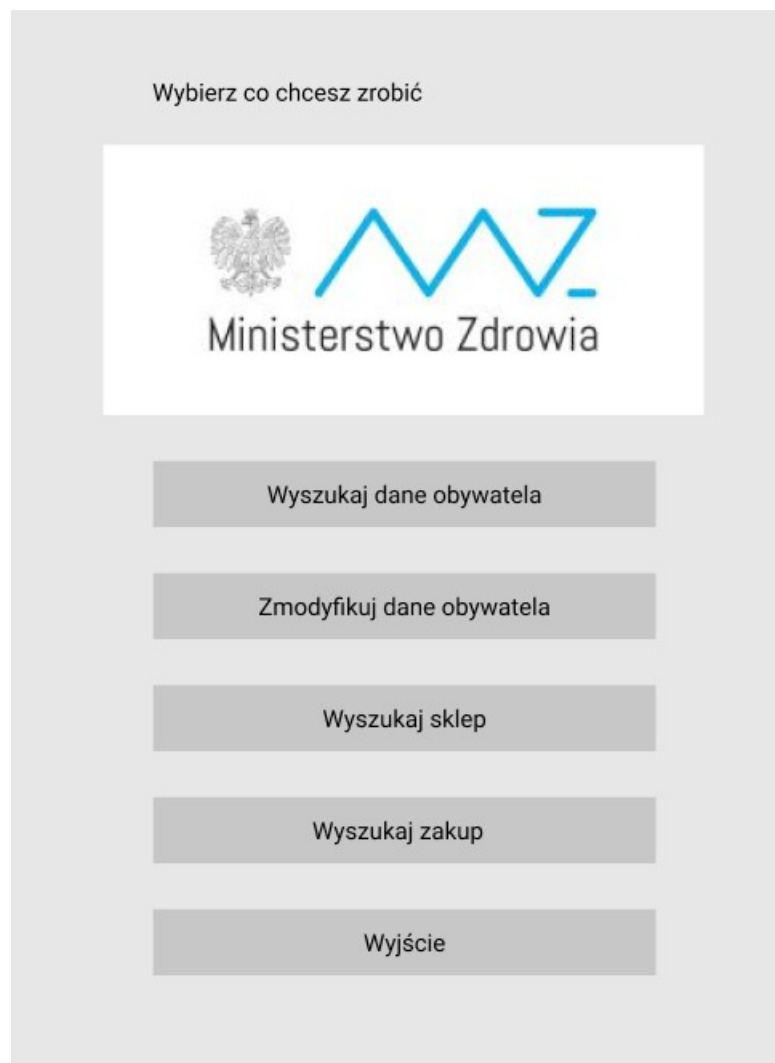 Wybierz co chcesz zrobić
Ministerstwo Zdrowia
Wyszukaj dane obywatela
Zmodyfikuj dane obywatela
Wyszukaj sklep
Wyszukaj zakup
Wyjście